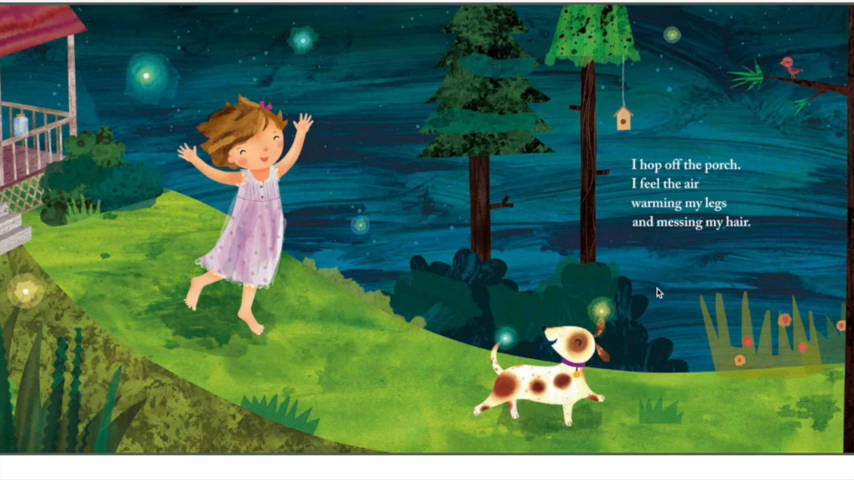 I hop off the porch.
I feel the air
warming my legs
and messing my hair.